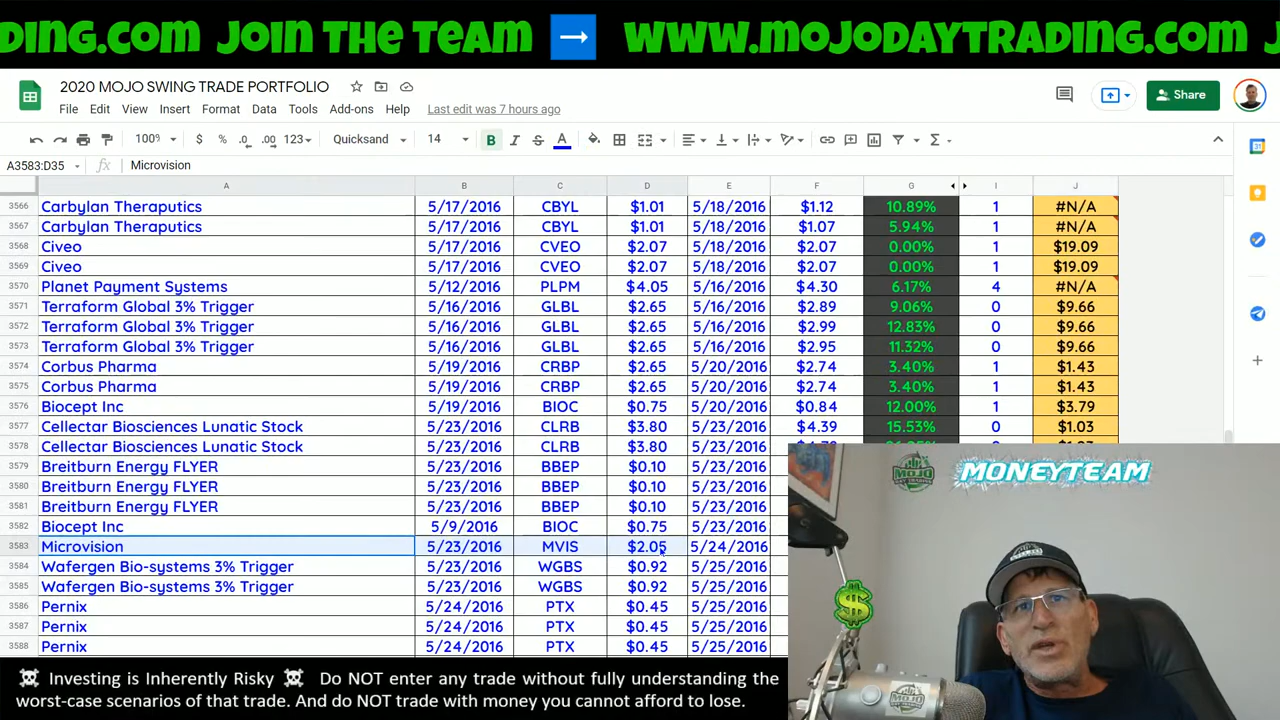 DING.COM JOIN THE TEAM ➡ WWW.MOJODAYTRADING.COM
2020 MOJO SWING TRADE PORTFOLIO
File Edit View Insert Format Data Tools Add-ons Help Last edit was 7 hours ago
Share
100% $ % .0 .00 123 Quicksand 14 B I S A
A3583:D35 fx Microvision
A B C D E F G I J
3566 Carbylan Theraputics 5/17/2016 CBYL $1.01 5/18/2016 $1.12 10.89% 1 #N/A
3567 Carbylan Theraputics 5/17/2016 CBYL $1.01 5/18/2016 $1.07 5.94% 1 #N/A
3568 Civeo 5/17/2016 CVEO $2.07 5/18/2016 $2.07 0.00% 1 $19.09
3569 Civeo 5/17/2016 CVEO $2.07 5/18/2016 $2.07 0.00% 1 $19.09
3570 Planet Payment Systems 5/12/2016 PLPM $4.05 5/16/2016 $4.30 6.17% 4 #N/A
3571 Terraform Global 3% Trigger 5/16/2016 GLBL $2.65 5/16/2016 $2.89 9.06% 0 $9.66
3572 Terraform Global 3% Trigger 5/16/2016 GLBL $2.65 5/16/2016 $2.99 12.83% 0 $9.66
3573 Terraform Global 3% Trigger 5/16/2016 GLBL $2.65 5/16/2016 $2.95 11.32% 0 $9.66
3574 Corbus Pharma 5/19/2016 CRBP $2.65 5/20/2016 $2.74 3.40% 1 $1.43
3575 Corbus Pharma 5/19/2016 CRBP $2.65 5/20/2016 $2.74 3.40% 1 $1.43
3576 Biocept Inc 5/19/2016 BIOC $0.75 5/20/2016 $0.84 12.00% 1 $3.79
3577 Cellectar Biosciences Lunatic Stock 5/23/2016 CLRB $3.80 5/23/2016 $4.39 15.53% 0 $1.03
3578 Cellectar Biosciences Lunatic Stock 5/23/2016 CLRB $3.80 5/23/2016
3579 Breitburn Energy FLYER 5/23/2016 BBEP $0.10 5/23/2016
3580 Breitburn Energy FLYER 5/23/2016 BBEP $0.10 5/23/2016
3581 Breitburn Energy FLYER 5/23/2016 BBEP $0.10 5/23/2016
3582 Biocept Inc 5/9/2016 BIOC $0.75 5/23/2016
3583 Microvision 5/23/2016 MVIS $2.05 5/24/2016
3584 Wafergen Bio-systems 3% Trigger 5/23/2016 WGBS $0.92 5/25/2016
3585 Wafergen Bio-systems 3% Trigger 5/23/2016 WGBS $0.92 5/25/2016
3586 Pernix 5/24/2016 PTX $0.45 5/25/2016
3587 Pernix 5/24/2016 PTX $0.45 5/25/2016
3588 Pernix 5/24/2016 PTX $0.45 5/25/2016
MOJO MONEYTEAM
☠ Investing is Inherently Risky ☠ Do NOT enter any trade without fully understanding the
worst-case scenarios of that trade. And do NOT trade with money you cannot afford to lose.